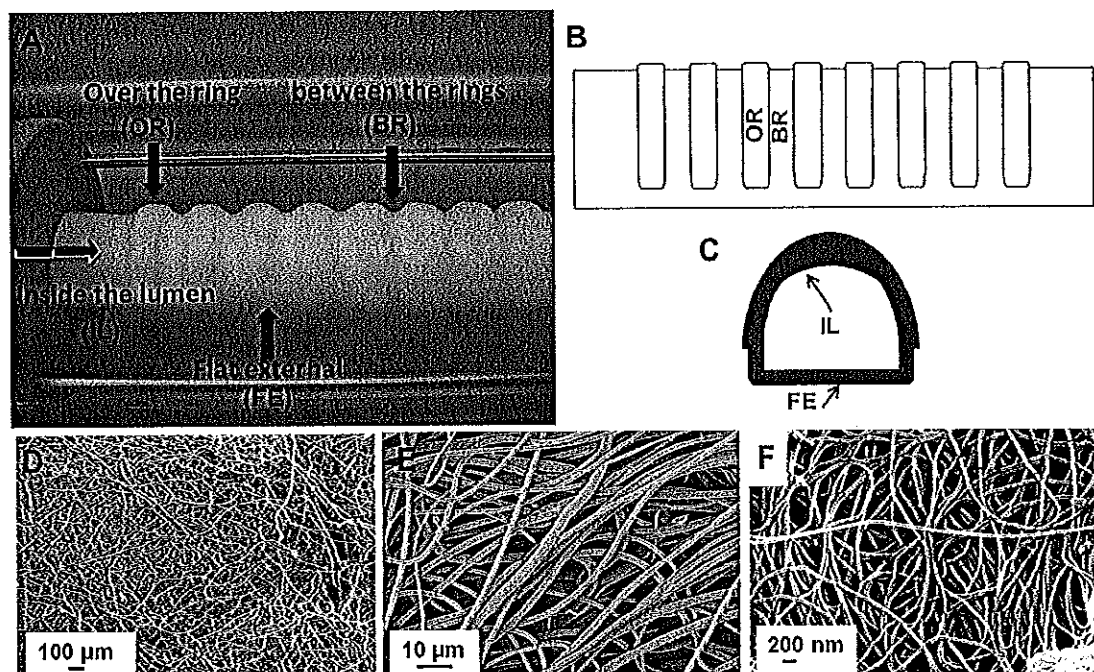 A
Over the ring
(OR)
between the rings
(BR)
Inside the lumen
(IL)
Flat external
(FE)
B
OR
BR
C
IL
FE
D
100 µm
E
10 µm
F
200 nm